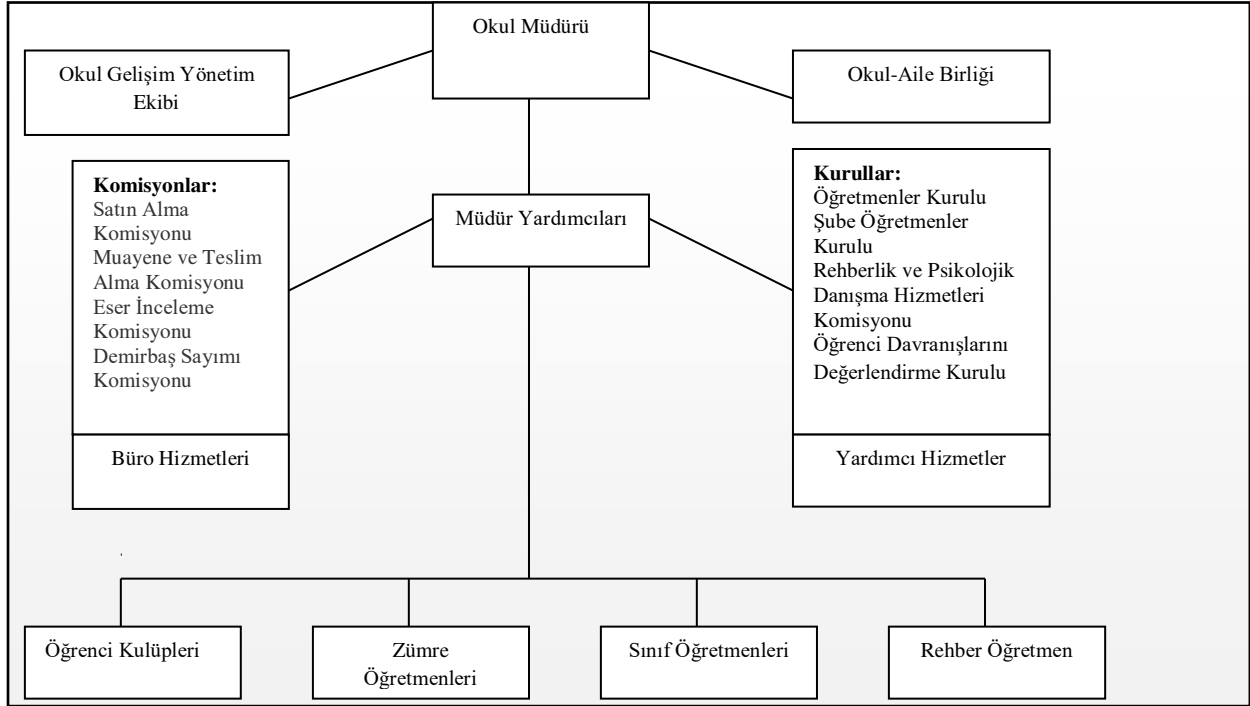 Okul Müdürü
Okul Gelişim Yönetim
Ekibi
Okul-Aile Birliği
Komisyonlar:
Satın Alma
Komisyonu
Muayene ve Teslim
Alma Komisyonu
Eser İnceleme
Komisyonu
Demirbaş Sayımı
Komisyonu
Müdür Yardımcıları
Kurullar:
Öğretmenler Kurulu
Şube Öğretmenler
Kurulu
Rehberlik ve Psikolojik
Danışma Hizmetleri
Komisyonu
Öğrenci Davranışlarını
Değerlendirme Kurulu
Büro Hizmetleri
Yardımcı Hizmetler
Öğrenci Kulüpleri
Zümre
Öğretmenleri
Sınıf Öğretmenleri
Rehber Öğretmen